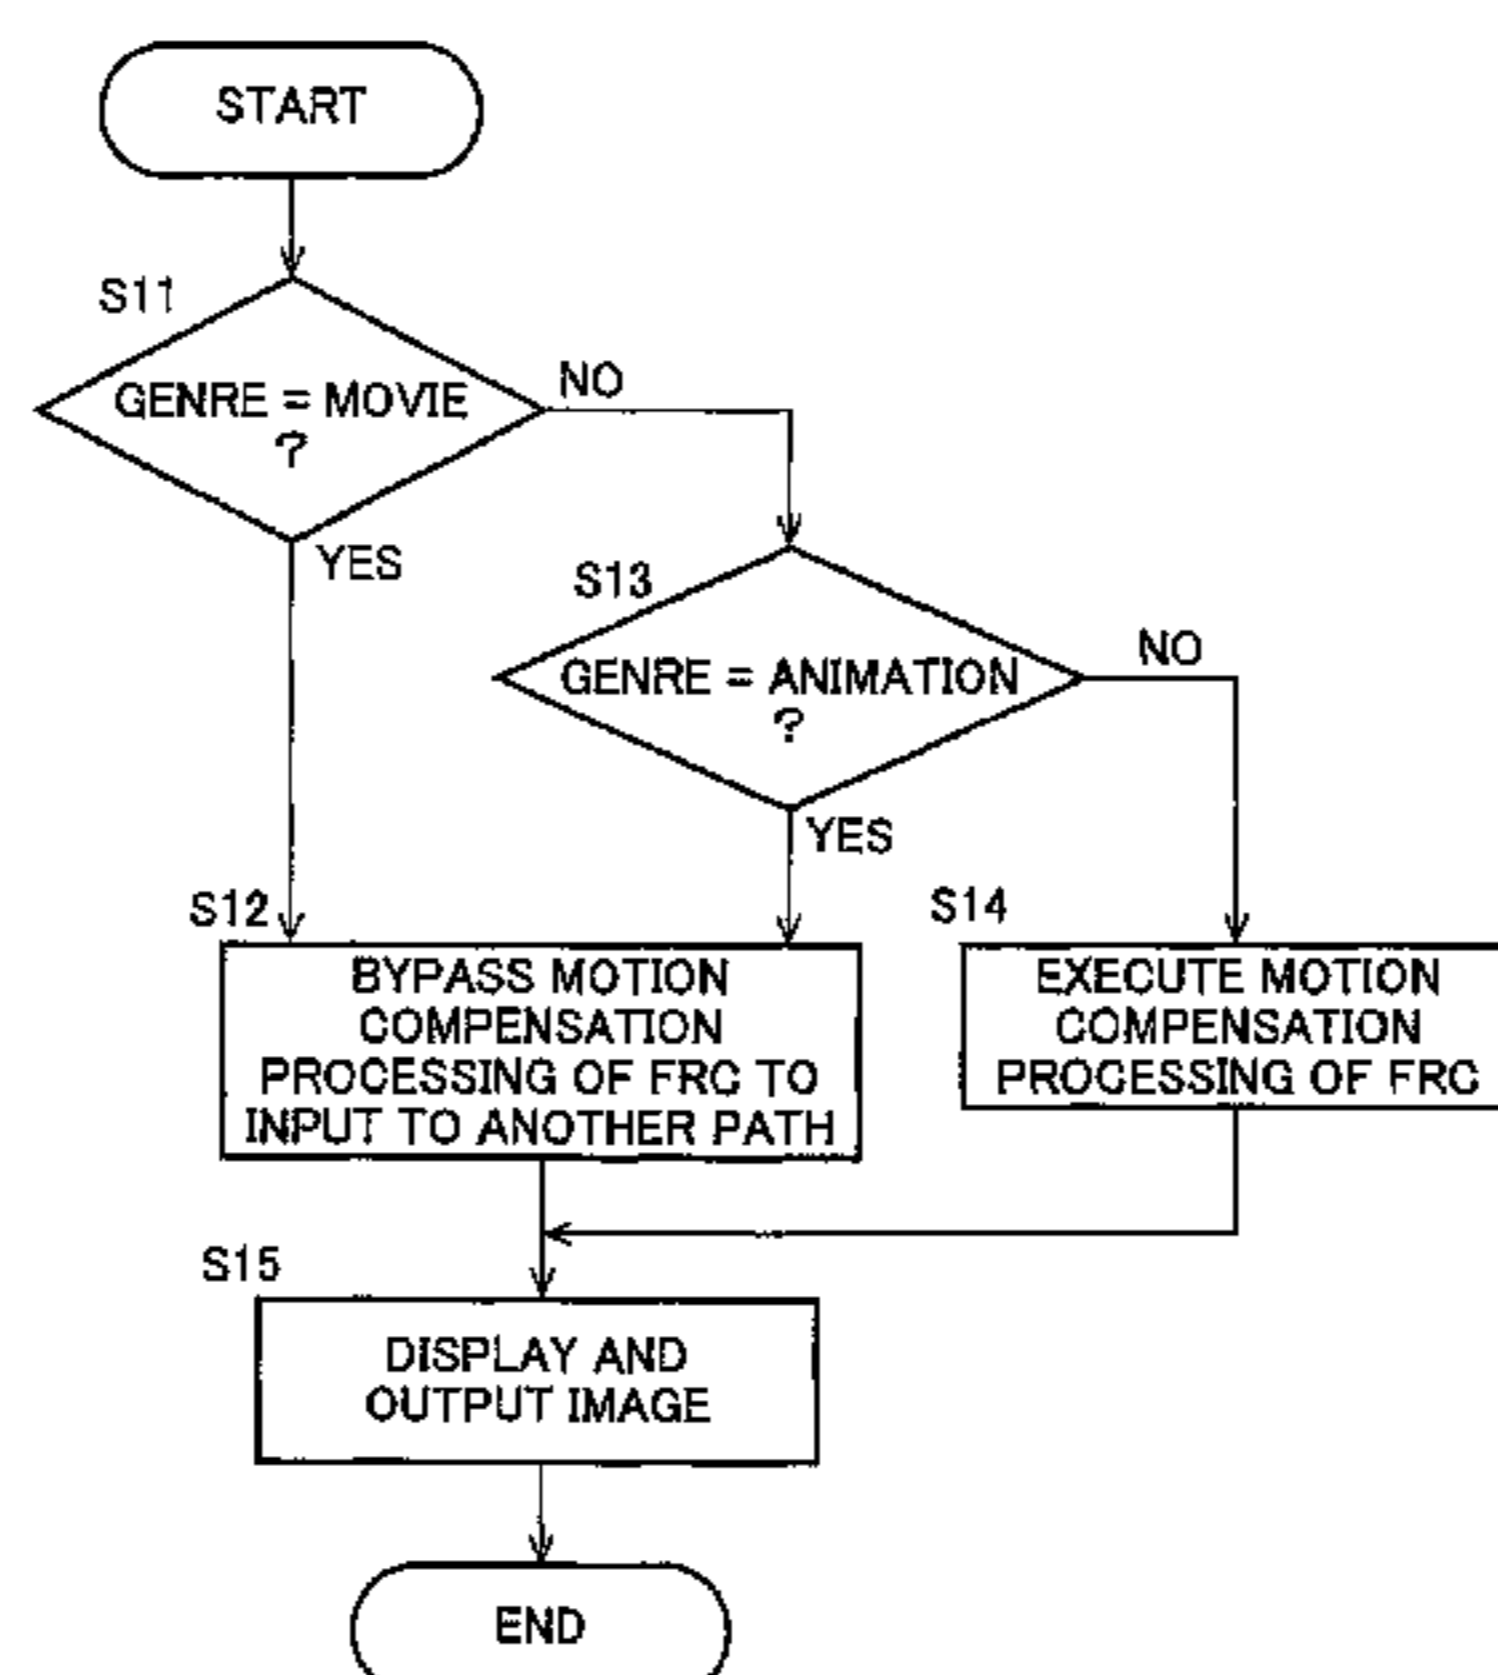 START
S11
GENRE = MOVIE
?
NO
YES
S13
GENRE = ANIMATION
?
NO
YES
S12
BYPASS MOTION
COMPENSATION
PROCESSING OF FRC TO
INPUT TO ANOTHER PATH
S14
EXECUTE MOTION
COMPENSATION
PROCESSING OF FRC
S15
DISPLAY AND
OUTPUT IMAGE
END